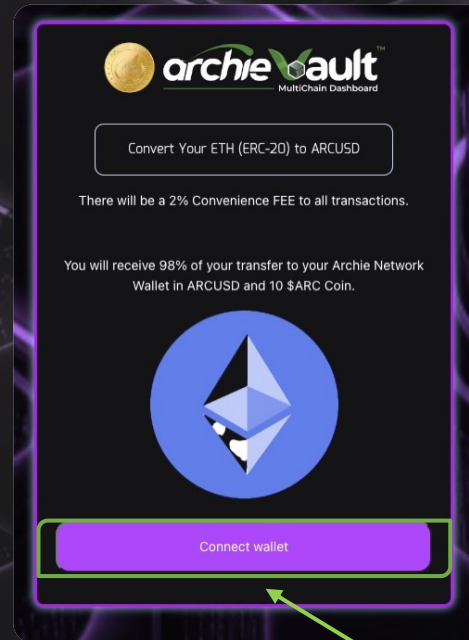 archie Vault™
MultiChain Dashboard
Convert Your ETH (ERC-20) to ARCUSD
There will be a 2% Convenience FEE to all transactions.
You will receive 98% of your transfer to your Archie Network
Wallet in ARCUSD and 10 $ARC Coin.
Connect wallet